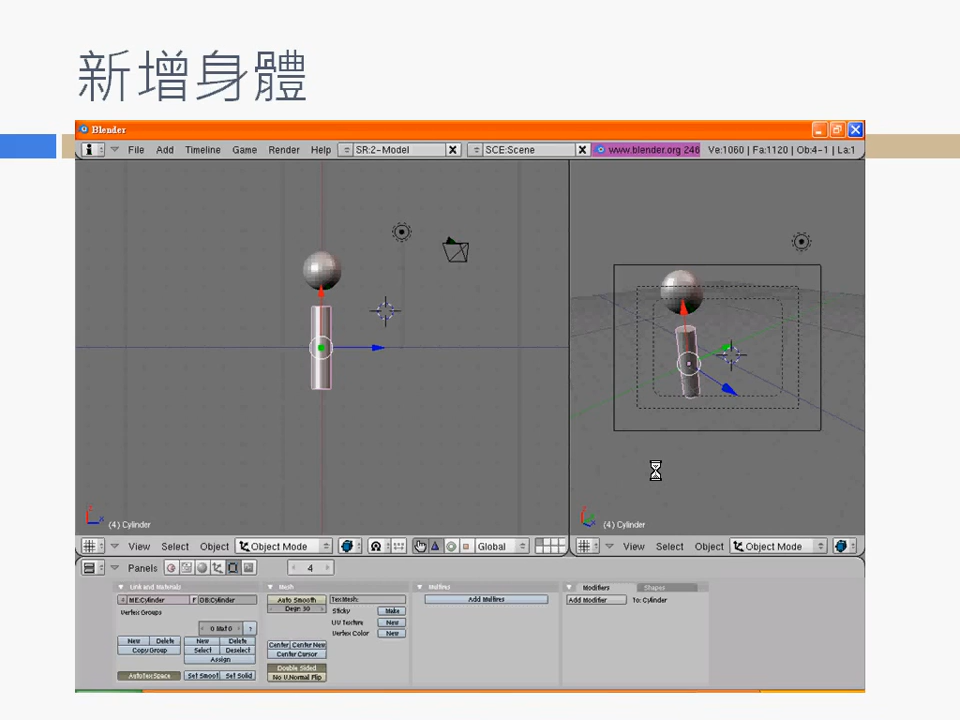 新增身體
Blender
File Add Timeline Game Render Help SR:2-Model SCE:Scene www.blender.org 246 Ve:1060 | Fa:1120 | Ob:4-1 | La:1
(4) Cylinder
(4) Cylinder
View Select Object Object Mode Global
View Select Object Object Mode
Panels 4
Link and Materials
ME:Cylinder F OB:Cylinder
Vertex Groups
0 Mat 0 ?
New Delete New Delete
Copy Group Select Deselect
Assign
AutoTexSpace Set Smoot Set Solid
Mesh
Auto Smooth TexMesh:
Degr: 30 Sticky Make
UV Texture New
Vertex Color New
Center Center New
Center Cursor
Double Sided
No V.Normal Flip
Multires
Add Multires
Modifiers Shapes
Add Modifier To: Cylinder